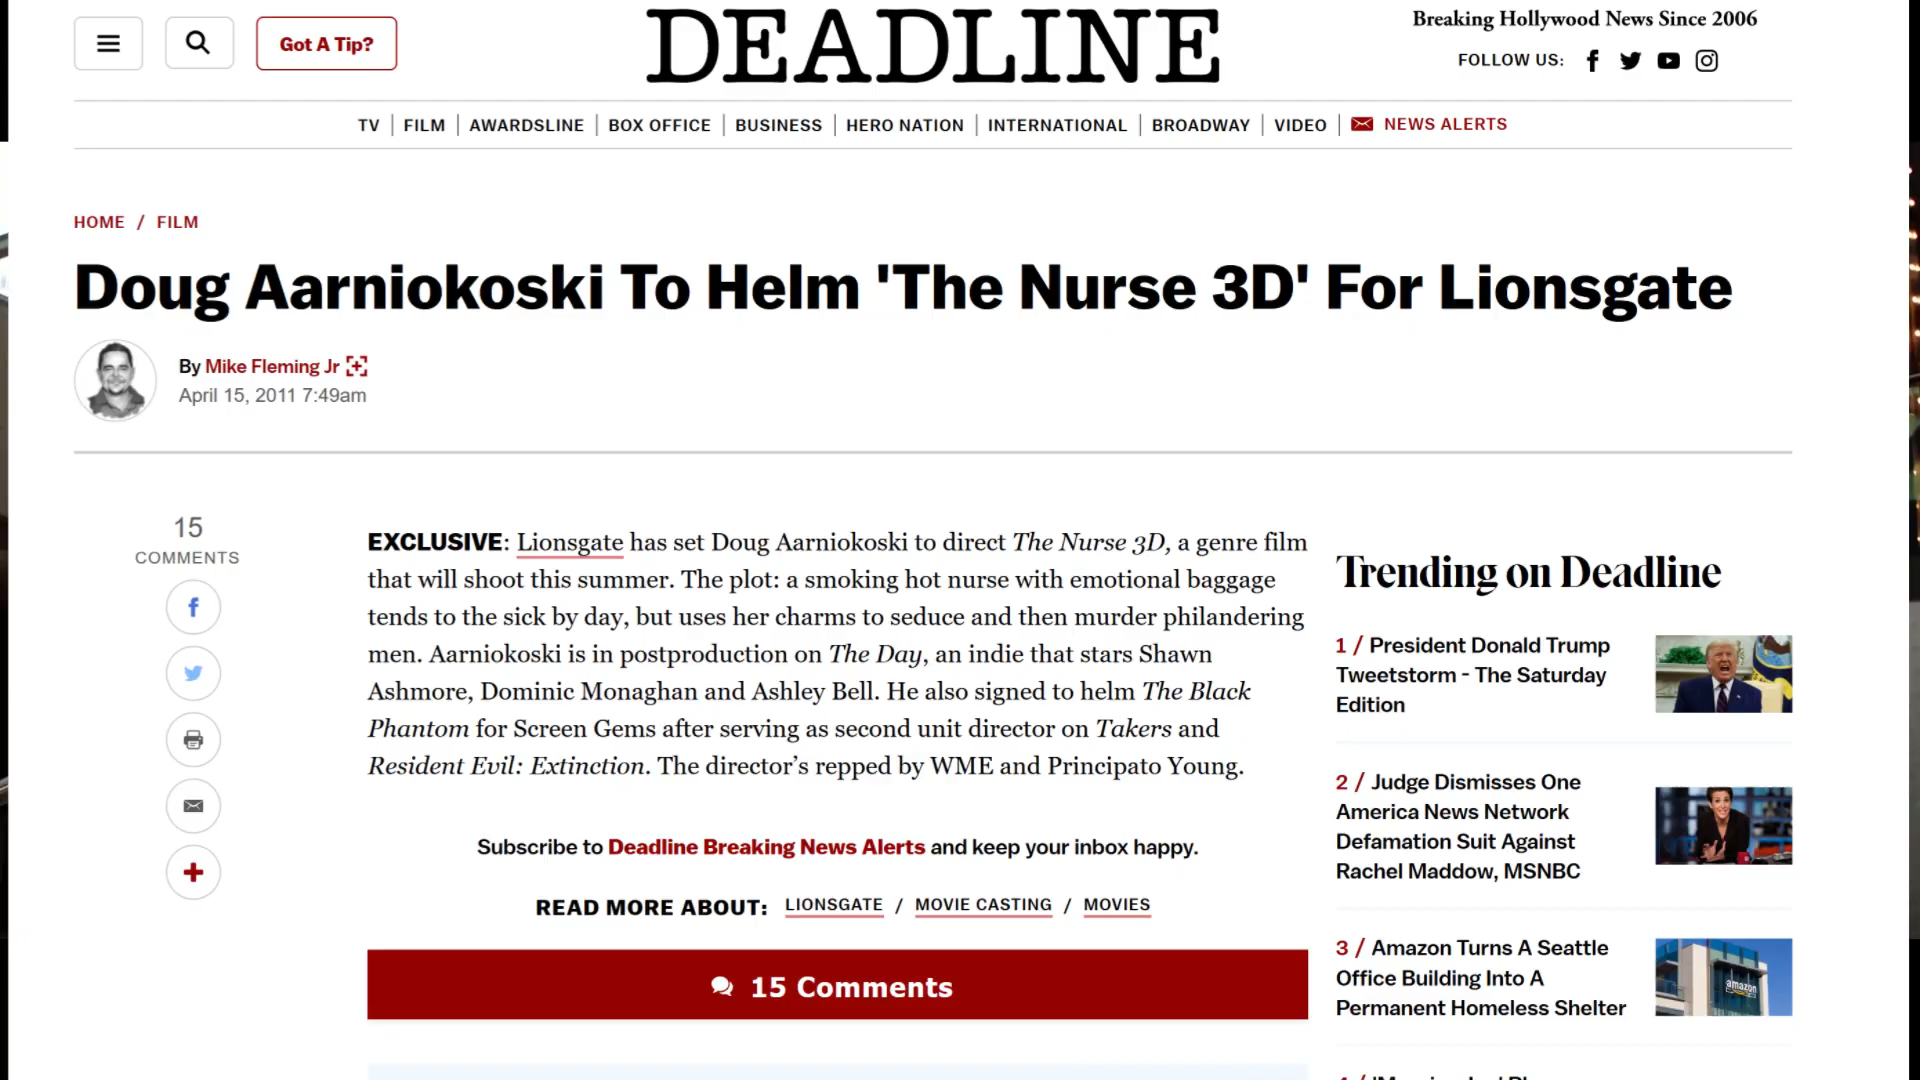 Got A Tip?
DEADLINE
Breaking Hollywood News Since 2006
FOLLOW US:
TV | FILM | AWARDSLINE | BOX OFFICE | BUSINESS | HERO NATION | INTERNATIONAL | BROADWAY | VIDEO | NEWS ALERTS
HOME / FILM
Doug Aarniokoski To Helm 'The Nurse 3D' For Lionsgate
By Mike Fleming Jr
April 15, 2011 7:49am
15
COMMENTS
EXCLUSIVE: Lionsgate has set Doug Aarniokoski to direct The Nurse 3D, a genre film
that will shoot this summer. The plot: a smoking hot nurse with emotional baggage
tends to the sick by day, but uses her charms to seduce and then murder philandering
men. Aarniokoski is in postproduction on The Day, an indie that stars Shawn
Ashmore, Dominic Monaghan and Ashley Bell. He also signed to helm The Black
Phantom for Screen Gems after serving as second unit director on Takers and
Resident Evil: Extinction. The director’s repped by WME and Principato Young.
Subscribe to Deadline Breaking News Alerts and keep your inbox happy.
READ MORE ABOUT: LIONSGATE / MOVIE CASTING / MOVIES
15 Comments
Trending on Deadline
1 / President Donald Trump
Tweetstorm - The Saturday
Edition
2 / Judge Dismisses One
America News Network
Defamation Suit Against
Rachel Maddow, MSNBC
3 / Amazon Turns A Seattle
Office Building Into A
Permanent Homeless Shelter
amazon